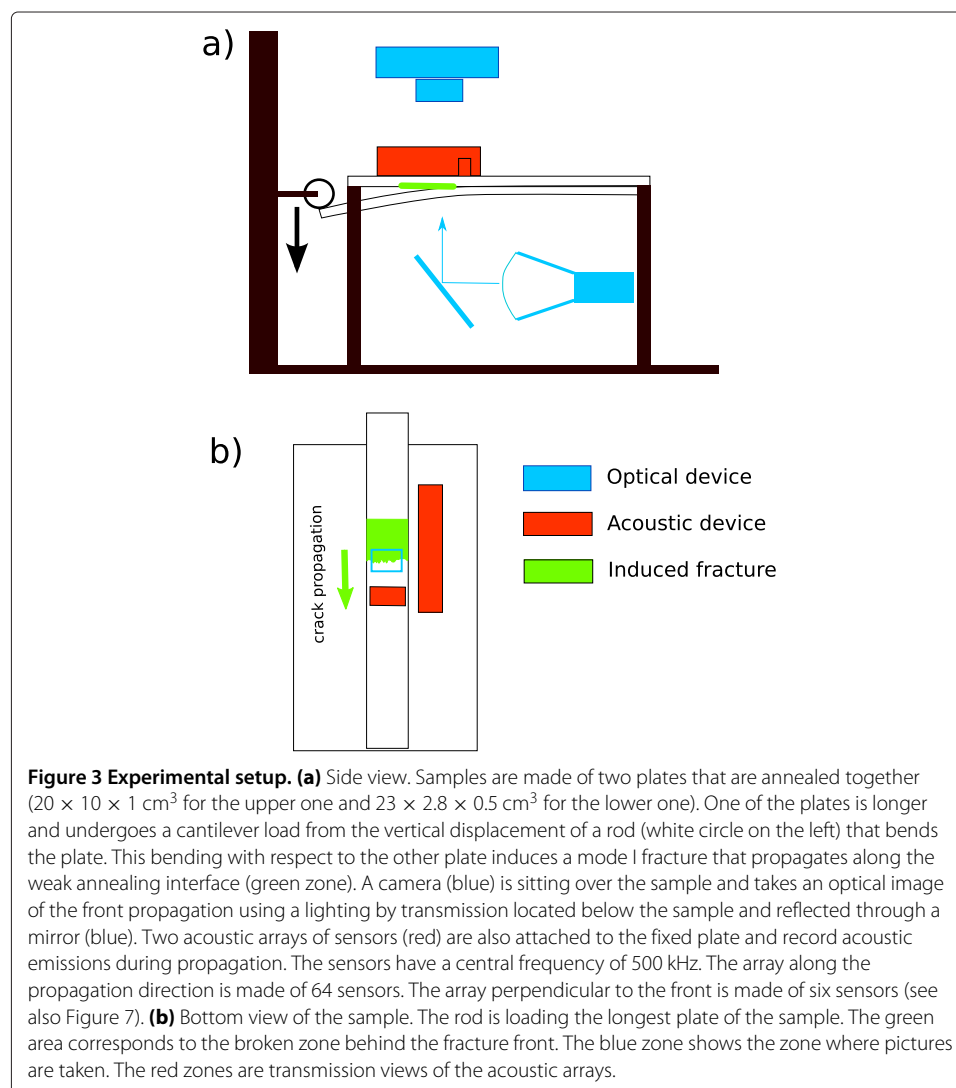 a)
b)
crack propagation
Optical device
Acoustic device
Induced fracture
Figure 3 Experimental setup. (a) Side view. Samples are made of two plates that are annealed together
(20 × 10 × 1 cm³ for the upper one and 23 × 2.8 × 0.5 cm³ for the lower one). One of the plates is longer
and undergoes a cantilever load from the vertical displacement of a rod (white circle on the left) that bends
the plate. This bending with respect to the other plate induces a mode I fracture that propagates along the
weak annealing interface (green zone). A camera (blue) is sitting over the sample and takes an optical image
of the front propagation using a lighting by transmission located below the sample and reflected through a
mirror (blue). Two acoustic arrays of sensors (red) are also attached to the fixed plate and record acoustic
emissions during propagation. The sensors have a central frequency of 500 kHz. The array along the
propagation direction is made of 64 sensors. The array perpendicular to the front is made of six sensors (see
also Figure 7). (b) Bottom view of the sample. The rod is loading the longest plate of the sample. The green
area corresponds to the broken zone behind the fracture front. The blue zone shows the zone where pictures
are taken. The red zones are transmission views of the acoustic arrays.